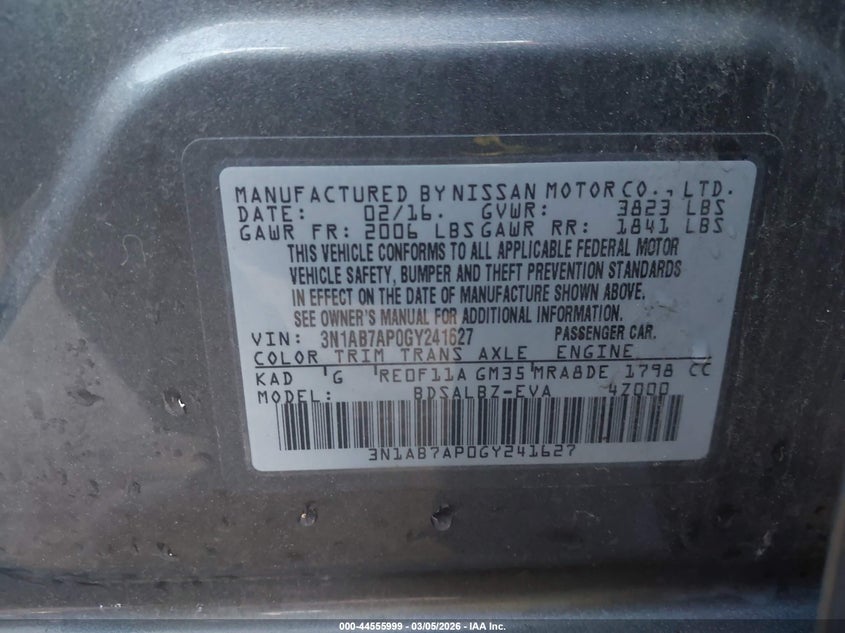 MANUFACTURED BY NISSAN MOTOR CO., LTD.
DATE: 02/16. GVWR: 3823 LBS
GAWR FR: 2006 LBS GAWR RR: 1841 LBS
THIS VEHICLE CONFORMS TO ALL APPLICABLE FEDERAL MOTOR
VEHICLE SAFETY, BUMPER AND THEFT PREVENTION STANDARDS
IN EFFECT ON THE DATE OF MANUFACTURE SHOWN ABOVE.
SEE OWNER'S MANUAL FOR ADDITIONAL INFORMATION.
VIN: 3N1AB7AP0GY241627 PASSENGER CAR.
COLOR TRIM TRANS AXLE ENGINE
KAD G RE0F11A GM35 MRA8DE 1798 CC
MODEL: BDSALBZ-EVA 4Z000
3N1AB7AP0GY241627
000-44555999 — 03/05/2026 — IAA Inc.